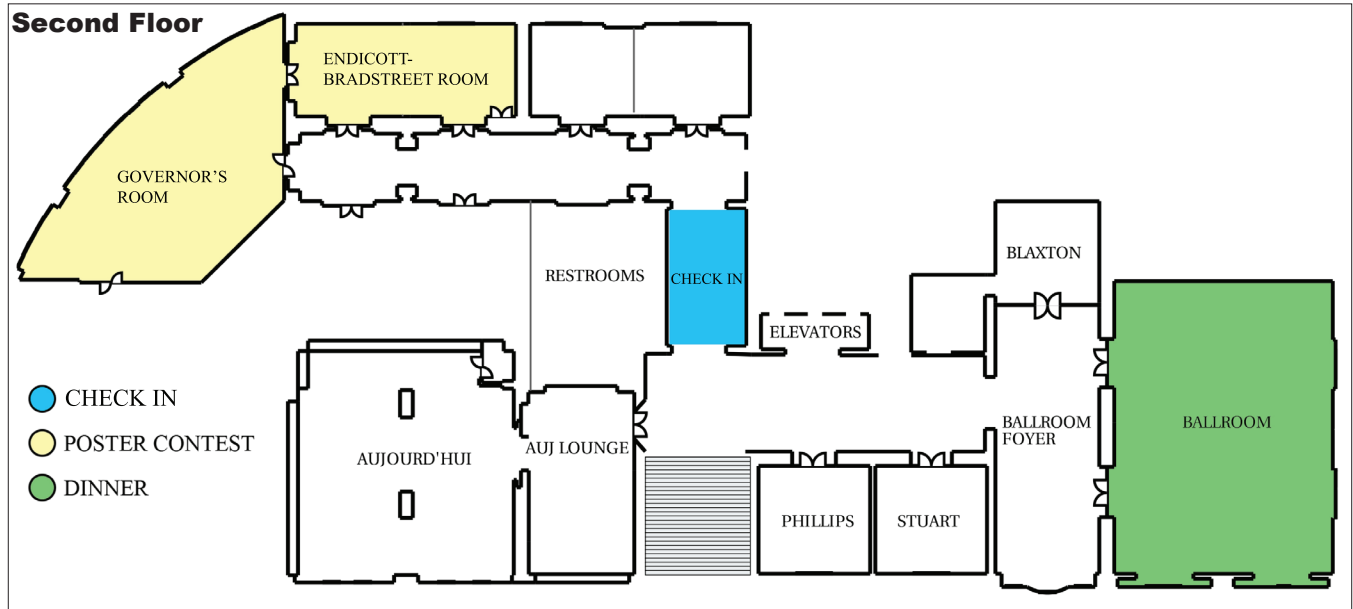 Second Floor
ENDICOTT-
BRADSTREET ROOM
GOVERNOR'S
ROOM
RESTROOMS
CHECK IN
BLAXTON
ELEVATORS
CHECK IN
POSTER CONTEST
DINNER
AUJOURD'HUI
AUJ LOUNGE
BALLROOM
FOYER
BALLROOM
PHILLIPS
STUART